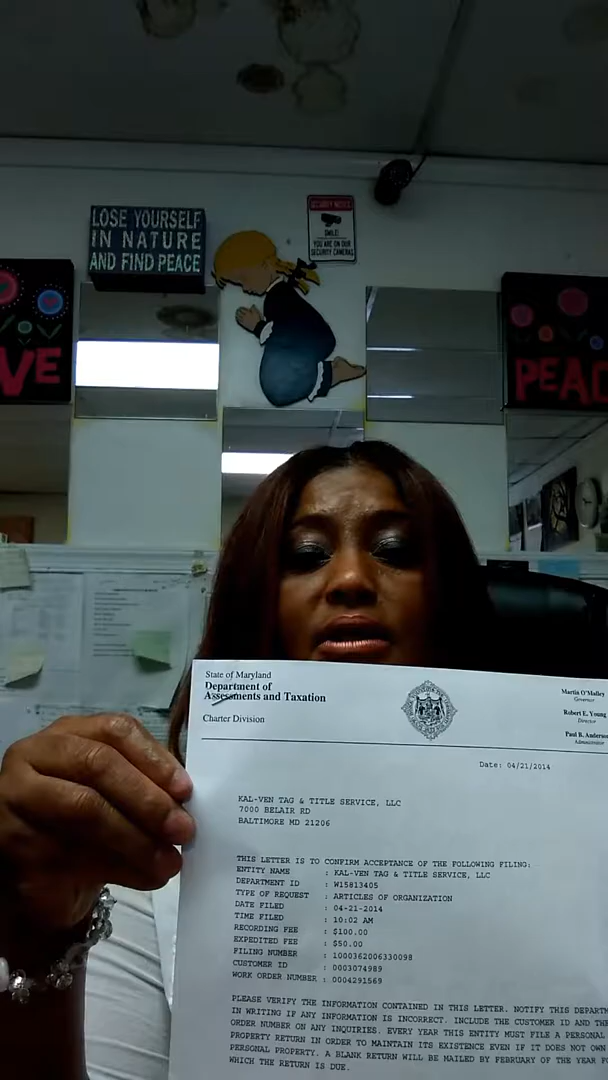 LOSE YOURSELF
IN NATURE
AND FIND PEACE
SECURITY NOTICE
SMILE!
YOU ARE ON OUR
SECURITY CAMERAS
VE
PEAC
State of Maryland
Department of
Assessments and Taxation
Charter Division
Martin O'Malley
Governor
Robert E. Young
Director
Paul B. Anderson
Administrator
Date: 04/21/2014
KAL-VEN TAG & TITLE SERVICE, LLC
7000 BELAIR RD
BALTIMORE MD 21206
THIS LETTER IS TO CONFIRM ACCEPTANCE OF THE FOLLOWING FILING:
ENTITY NAME : KAL-VEN TAG & TITLE SERVICE, LLC
DEPARTMENT ID : W15813405
TYPE OF REQUEST : ARTICLES OF ORGANIZATION
DATE FILED : 04-21-2014
TIME FILED : 10:02 AM
RECORDING FEE : $100.00
EXPEDITED FEE : $50.00
FILING NUMBER : 1000362006330098
CUSTOMER ID : 0003074989
WORK ORDER NUMBER : 0004291569
PLEASE VERIFY THE INFORMATION CONTAINED IN THIS LETTER. NOTIFY THIS DEPARTM
IN WRITING IF ANY INFORMATION IS INCORRECT. INCLUDE THE CUSTOMER ID AND THE
ORDER NUMBER ON ANY INQUIRIES. EVERY YEAR THIS ENTITY MUST FILE A PERSONAL
PROPERTY RETURN IN ORDER TO MAINTAIN ITS EXISTENCE EVEN IF IT DOES NOT OWN
PERSONAL PROPERTY. A BLANK RETURN WILL BE MAILED BY FEBRUARY OF THE YEAR FO
WHICH THE RETURN IS DUE.